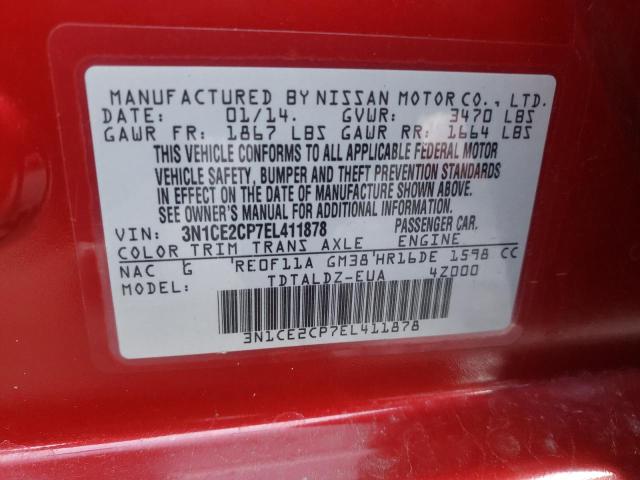 MANUFACTURED BY NISSAN MOTOR CO., LTD.
DATE: 01/14. GVWR: 3470 LBS
GAWR FR: 1867 LBS GAWR RR: 1664 LBS
THIS VEHICLE CONFORMS TO ALL APPLICABLE FEDERAL MOTOR
VEHICLE SAFETY, BUMPER AND THEFT PREVENTION STANDARDS
IN EFFECT ON THE DATE OF MANUFACTURE SHOWN ABOVE.
SEE OWNER'S MANUAL FOR ADDITIONAL INFORMATION.
VIN: 3N1CE2CP7EL411878 PASSENGER CAR.
COLOR TRIM TRANS AXLE ENGINE
NAC G 'RE0F11A GM38'HR16DE 1598 CC
MODEL: TDTALDZ-EUA 4Z000
3N1CE2CP7EL411878